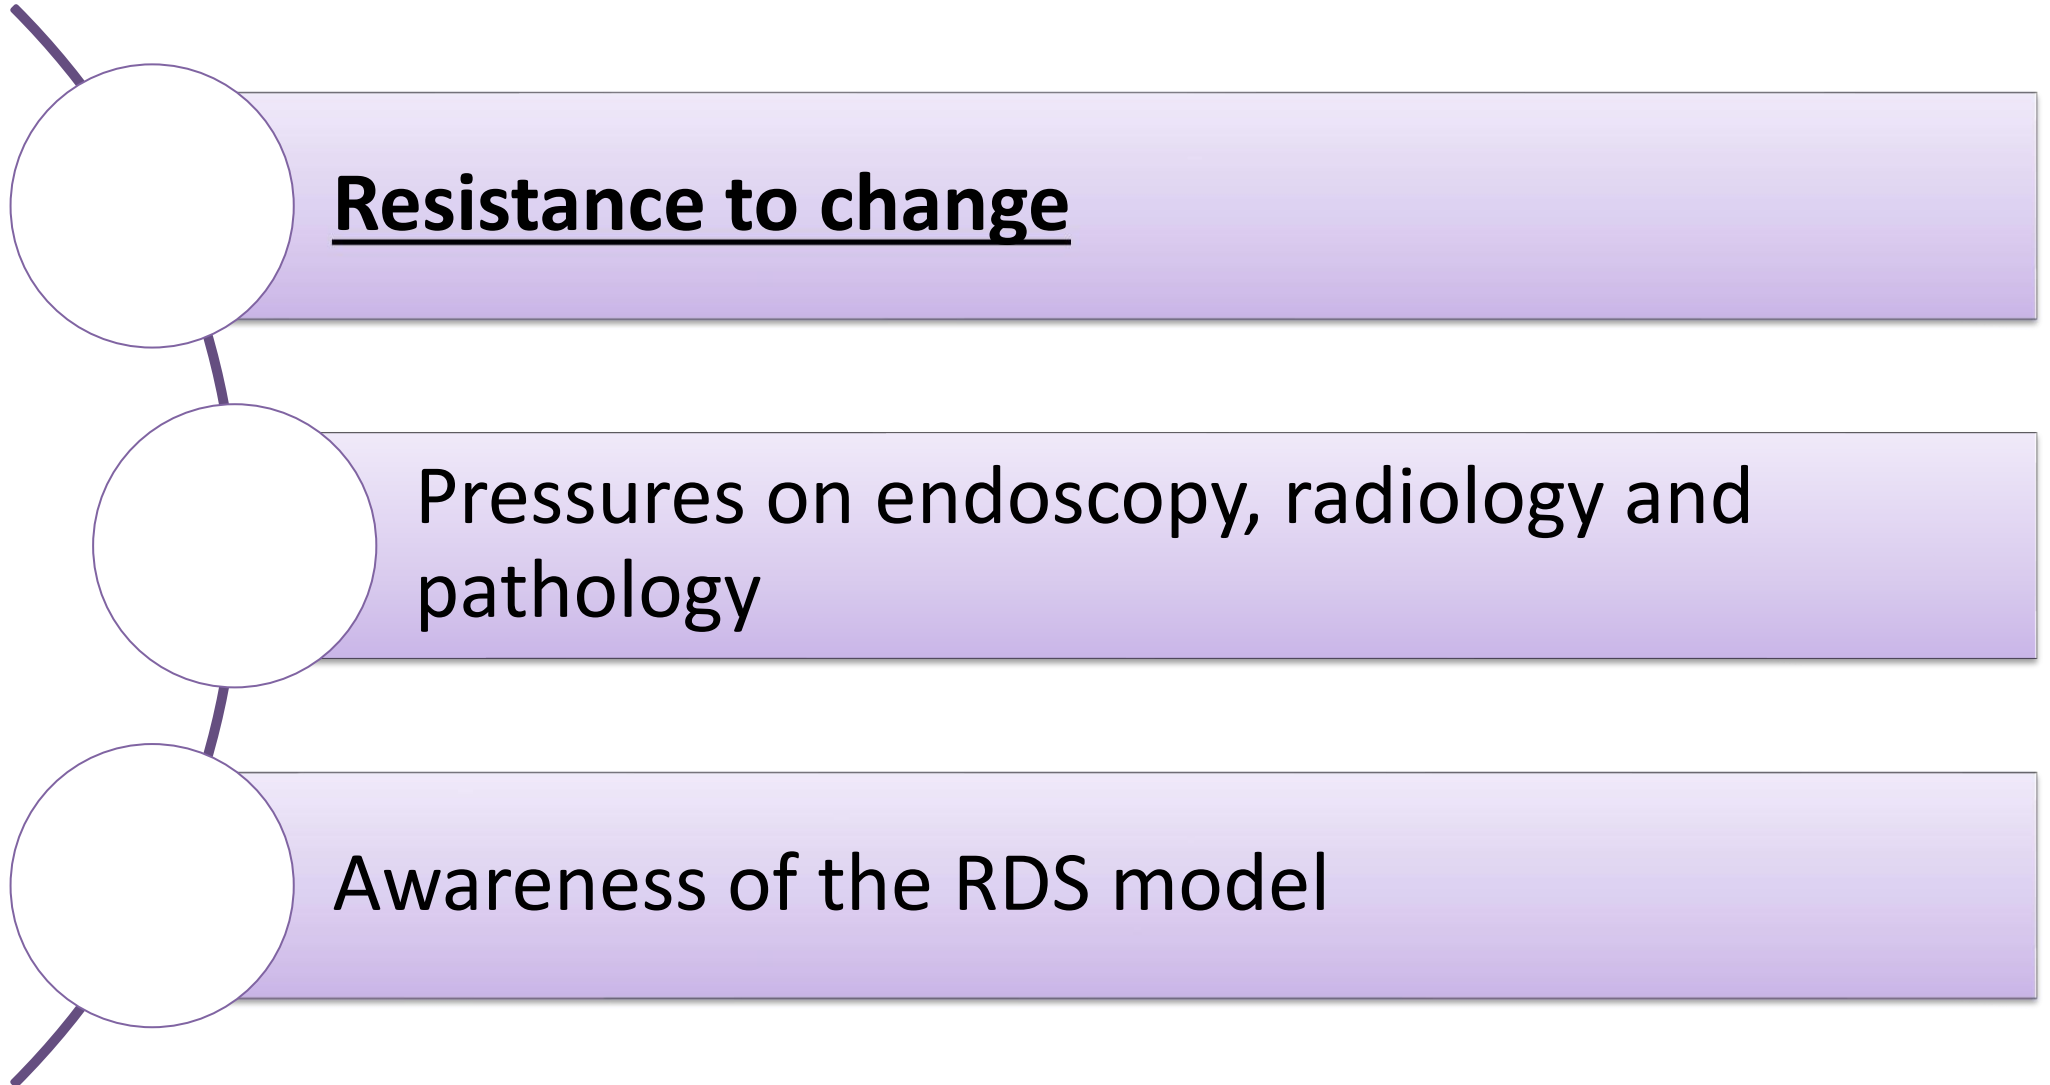 Resistance to change
Pressures on endoscopy, radiology and
pathology
Awareness of the RDS model